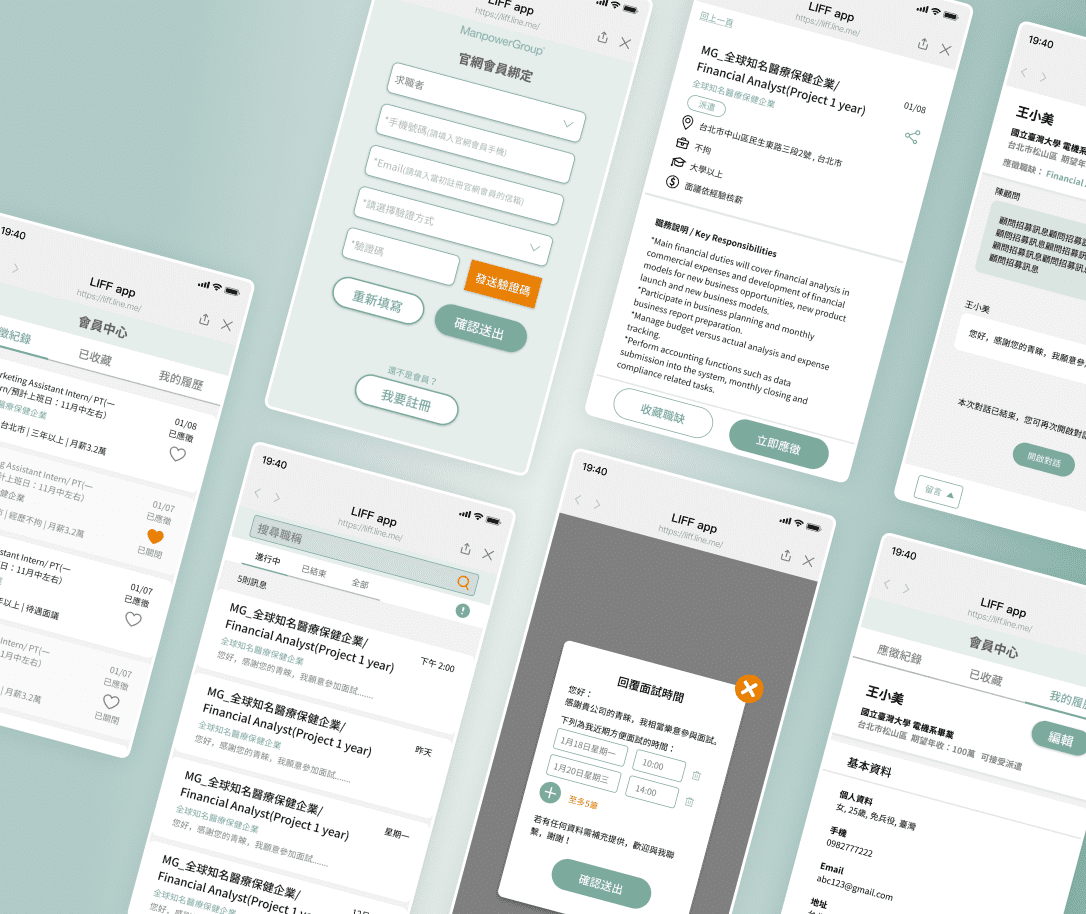 LIFF app
https://liff.line.me/
ManpowerGroup
官網會員綁定
求職者
*手機號碼(請填入官網會員手機)
*Email(請填入當初註冊官網會員的信箱)
*請選擇驗證方式
*驗證碼
發送驗證碼
重新填寫
確認送出
還不是會員？
我要註冊
LIFF app
https://liff.line.me/
回上一頁
MG_全球知名醫療保健企業/
Financial Analyst(Project 1 year)
全球知名醫療保健企業
01/08
派遣
台北市中山區民生東路三段2號 , 台北市
不拘
大學以上
面議依經驗核薪
職務說明 / Key Responsibilities
*Main financial duties will cover financial analysis in
commercial expenses and development of financial
models for new business opportunities, new product
launch and new business models.
*Participate in business planning and monthly
business report preparation.
*Manage budget versus actual analysis and expense
tracking.
*Perform accounting functions such as data
submission into the system, monthly closing and
compliance related tasks.
收藏職缺
立即應徵
19:40
王小美
國立臺灣大學 電機系
台北市松山區 期望年
應徵職缺： Financial
陳顧問
顧問招募訊息顧問招募
顧問招募訊息顧問招募訊
顧問招募訊息顧問招募訊息
顧問招募訊息
王小美
您好，感謝您的青睞，我願意參
本次對話已結束，您可再次開啟對話
開啟對話
留言
19:40
LIFF app
https://liff.line.me/
會員中心
徵紀錄
已收藏
我的履歷
rketing Assistant Intern/ PT(一
rn/預計上班日：11月中左右)
醫療保健企業
台北市 | 三年以上 | 月薪3.2萬
01/08
已應徵
g Assistant Intern/ PT(一
計上班日：11月中左右)
健企業
| 經歷不拘 | 月薪3.2萬
01/07
已應徵
已關閉
sistant Intern/ PT(一
日：11月中左右)
年以上 | 待遇面議
01/07
已應徵
Intern/ PT(一
1月中左右)
| 月薪3.2萬
01/07
已應徵
已關閉
19:40
LIFF app
https://liff.line.me/
搜尋職稱
進行中
已結束
全部
5則訊息
MG_全球知名醫療保健企業/
Financial Analyst(Project 1 year)
全球知名醫療保健企業
您好，感謝您的青睞，我願意參加面試......
下午 2:00
MG_全球知名醫療保健企業/
Financial Analyst(Project 1 year)
全球知名醫療保健企業
您好，感謝您的青睞，我願意參加面試......
昨天
MG_全球知名醫療保健企業/
Financial Analyst(Project 1 year)
全球知名醫療保健企業
您好，感謝您的青睞，我願意參加面試......
星期一
MG_全球知名醫療保健企業/
Financial Analyst(Project 1 year)
全球知名醫療保健企業
您好，感謝您的青睞，我願意參加面試......
19:40
LIFF app
https://liff.line.me/
回覆面試時間
您好：
感謝貴公司的青睞，我相當樂意參與面試。
下列為我近期方便面試的時間：
1月18日星期一
10:00
1月20日星期三
14:00
至多5筆
若有任何資料需補充提供，歡迎與我聯
繫，謝謝！
確認送出
19:40
LIFF app
https://liff.line.me/
會員中心
應徵紀錄
已收藏
我的履
王小美
國立臺灣大學 電機系畢業
台北市松山區 期望年收：100萬 可接受派遣
編輯
基本資料
個人資料
女, 25歲, 免兵役, 臺灣
手機
0982777222
Email
abc123@gmail.com
地址